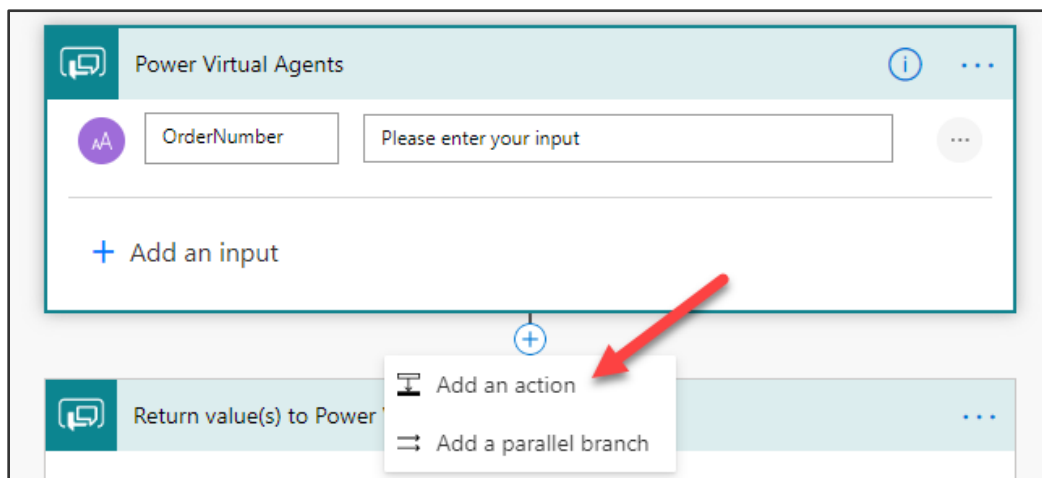 Power Virtual Agents
OrderNumber
Please enter your input
Add an input
Add an action
Return value(s) to Power
Add a parallel branch